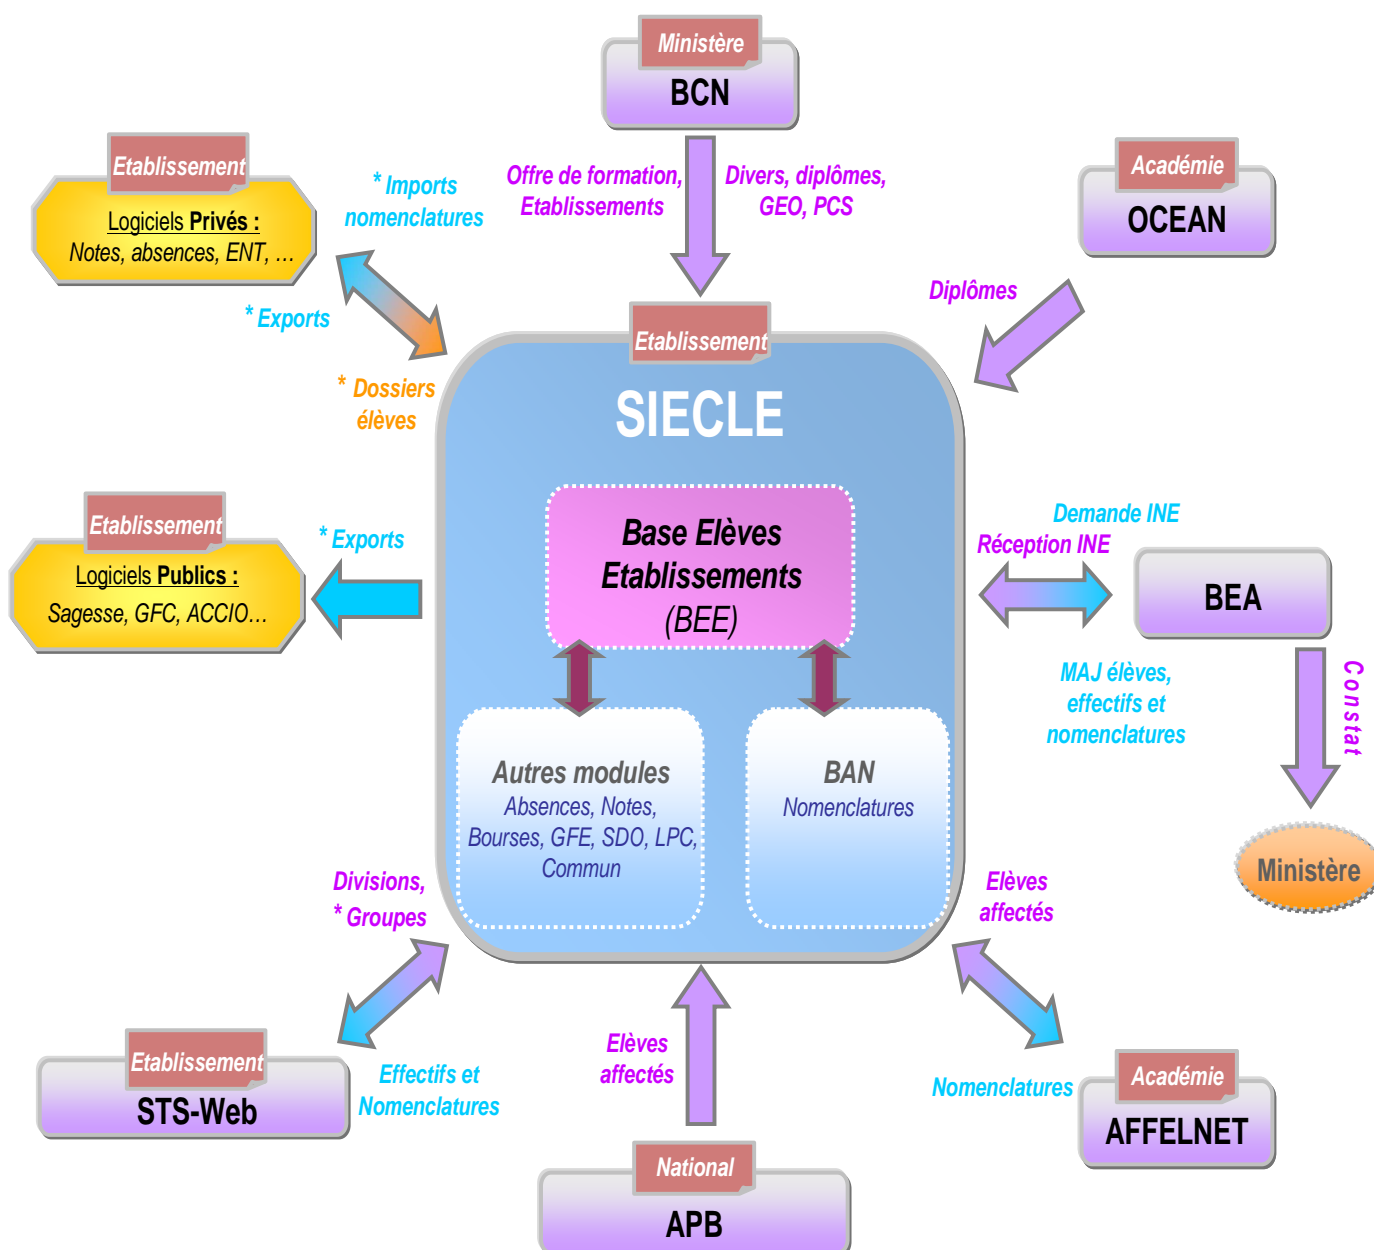 Ministère
BCN
Offre de formation,
Etablissements
Divers, diplômes,
GEO, PCS
Académie
OCEAN
Diplômes
Etablissement
Logiciels Privés :
Notes, absences, ENT, …
* Imports
nomenclatures
* Exports
* Dossiers
élèves
Etablissement
SIECLE
Base Elèves
Etablissements
(BEE)
Autres modules
Absences, Notes,
Bourses, GFE, SDO, LPC,
Commun
BAN
Nomenclatures
Etablissement
Logiciels Publics :
Sagesse, GFC, ACCIO…
* Exports
Demande INE
Réception INE
BEA
MAJ élèves,
effectifs et
nomenclatures
Constat
Ministère
Divisions,
* Groupes
Etablissement
STS-Web
Effectifs et
Nomenclatures
Elèves
affectés
National
APB
Elèves
affectés
Nomenclatures
Académie
AFFELNET